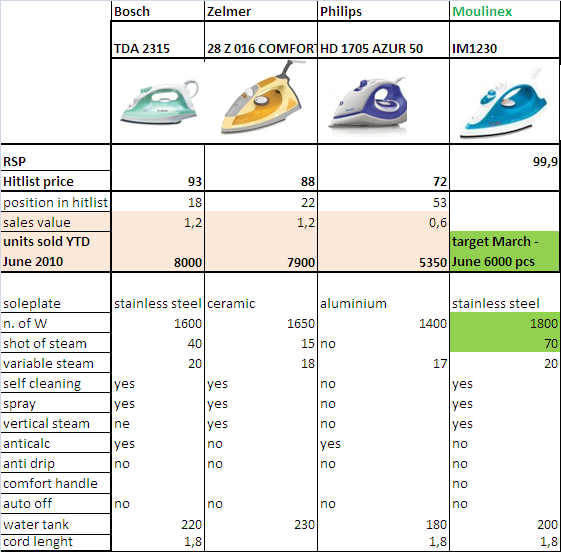 Bosch Zelmer Philips Moulinex
TDA 2315 28 Z 016 COMFORT HD 1705 AZUR 50 IM1230
RSP 99,9
Hitlist price 93 88 72
position in hitlist 18 22 53
sales value 1,2 1,2 0,6
units sold YTD target March -
June 2010 8000 7900 5350 June 6000 pcs
soleplate stainless steel ceramic aluminium stainless steel
n. of W 1600 1650 1400 1800
shot of steam 40 15 no 70
variable steam 20 18 17 20
self cleaning yes yes no yes
spray yes yes no yes
vertical steam ne yes no yes
anticalc yes no yes no
anti drip no no no no
comfort handle no
auto off no no no no
water tank 220 230 180 200
cord lenght 1,8 1,8 1,8